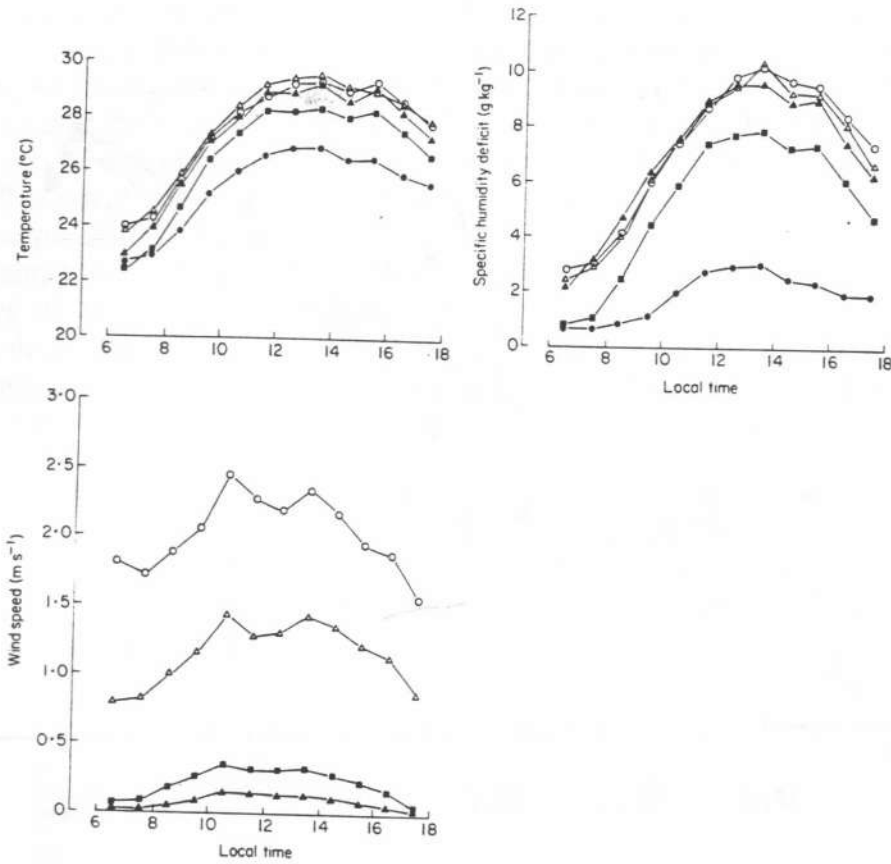 Temperature (°C)
30
28
26
24
22
20
6 8 10 12 14 16 18
Specific humidity deficit (g kg⁻¹)
12
10
8
6
4
2
0
6 8 10 12 14 16 18
Local time
Wind speed (m s⁻¹)
3·0
2·5
2·0
1·5
1·0
0·5
0
6 8 10 12 14 16 18
Local time